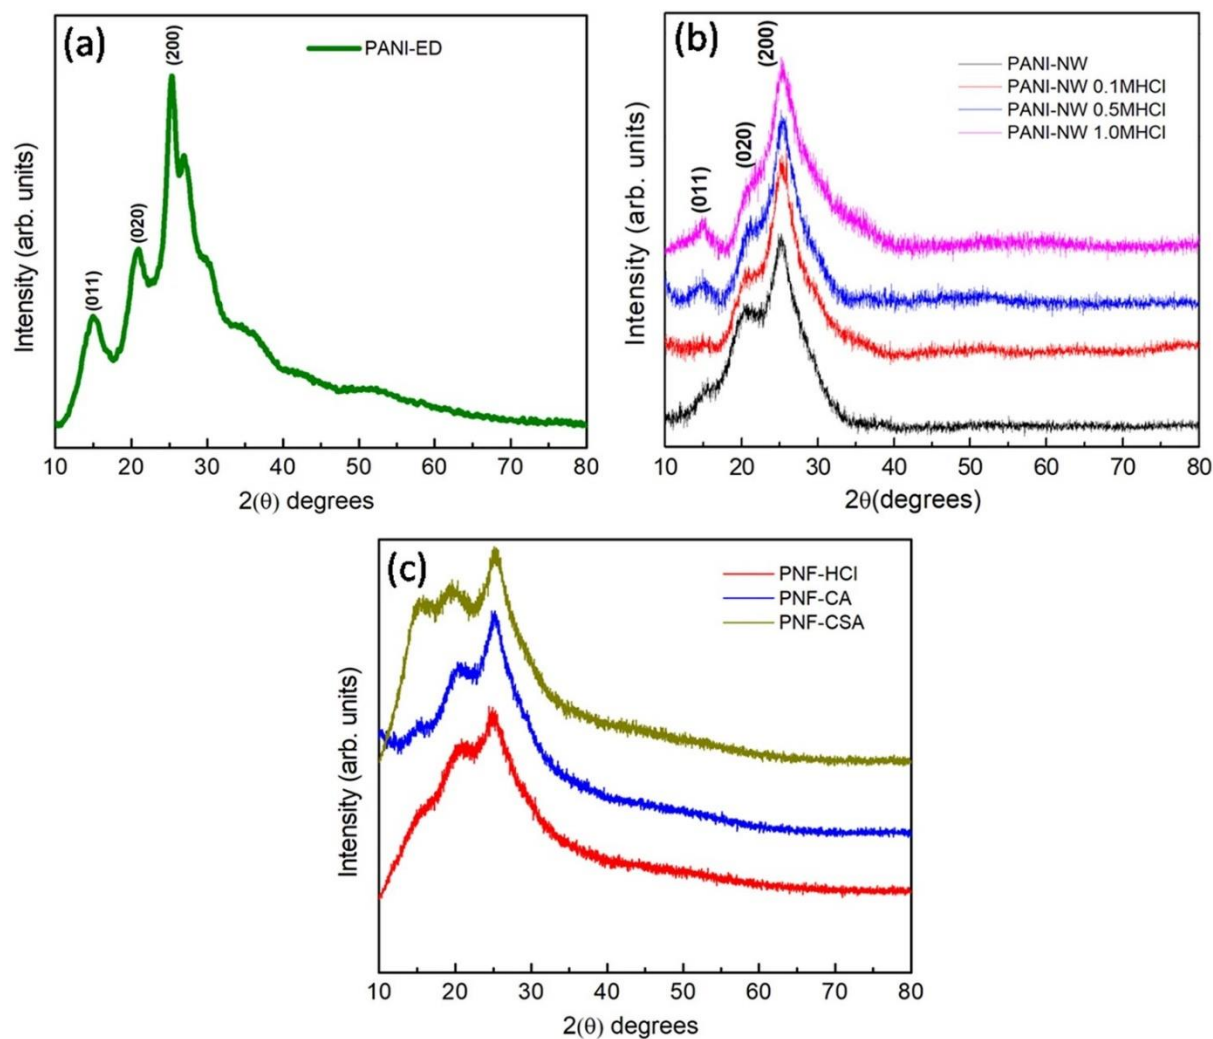 (a)
PANI-ED
(011)
(020)
(200)
Intensity (arb. units)
10 20 30 40 50 60 70 80
2(θ) degrees
(b)
PANI-NW
PANI-NW 0.1MHCl
PANI-NW 0.5MHCl
PANI-NW 1.0MHCl
(011)
(020)
(200)
Intensity (arb. units)
10 20 30 40 50 60 70 80
2θ(degrees)
(c)
PNF-HCl
PNF-CA
PNF-CSA
Intensity (arb. units)
10 20 30 40 50 60 70 80
2(θ) degrees